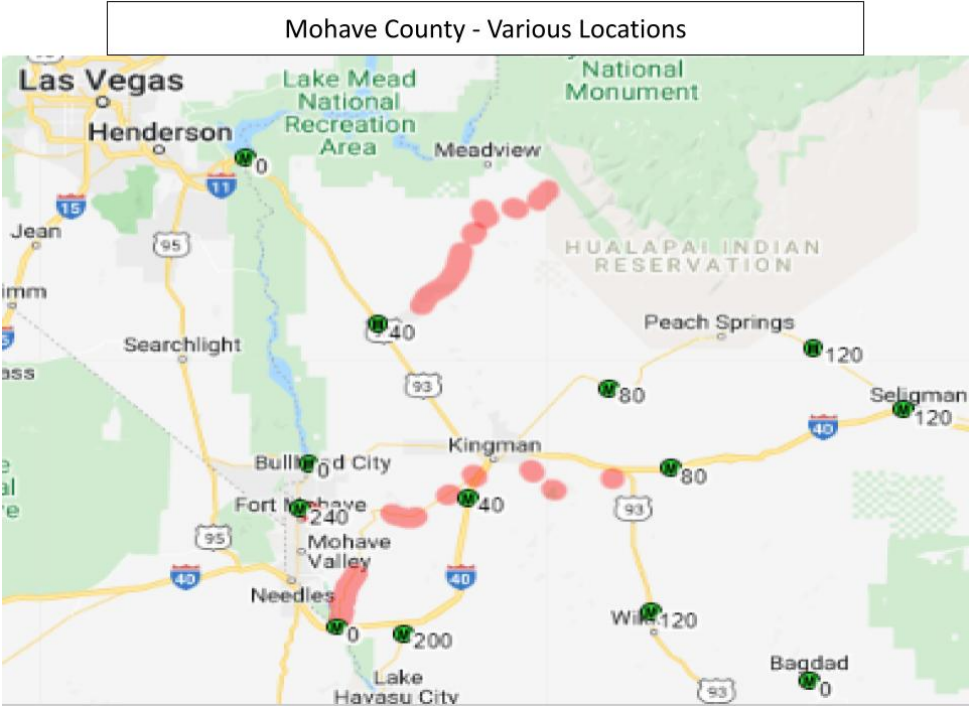 Mohave County - Various Locations
Las Vegas
Henderson
Lake Mead
National
Recreation
Area
National
Monument
Meadview
0
11
15
Jean
95
HUALAPAI INDIAN
RESERVATION
imm
Searchlight
40
Peach Springs
120
ass
93
80
Seligman
120
40
Kingman
80
City
0
Fort Mohave
240
40
93
95
Mohave
Valley
40
40
Needles
0
200
120
Lake
Havasu City
Bagdad
0
93